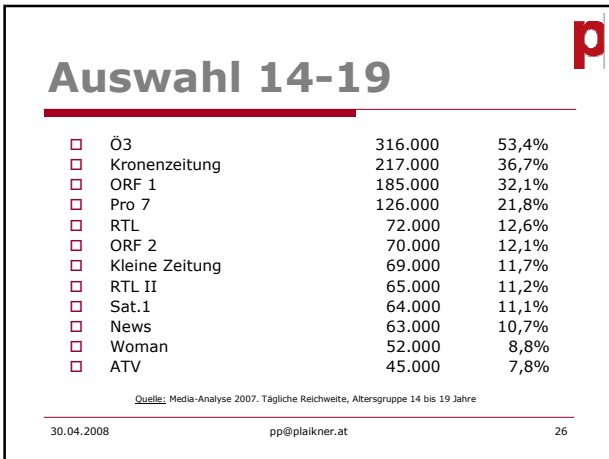 p
Auswahl 14-19
Ö3 316.000 53,4%
Kronenzeitung 217.000 36,7%
ORF 1 185.000 32,1%
Pro 7 126.000 21,8%
RTL 72.000 12,6%
ORF 2 70.000 12,1%
Kleine Zeitung 69.000 11,7%
RTL II 65.000 11,2%
Sat.1 64.000 11,1%
News 63.000 10,7%
Woman 52.000 8,8%
ATV 45.000 7,8%
Quelle: Media-Analyse 2007. Tägliche Reichweite, Altersgruppe 14 bis 19 Jahre
30.04.2008 pp@plaikner.at 26